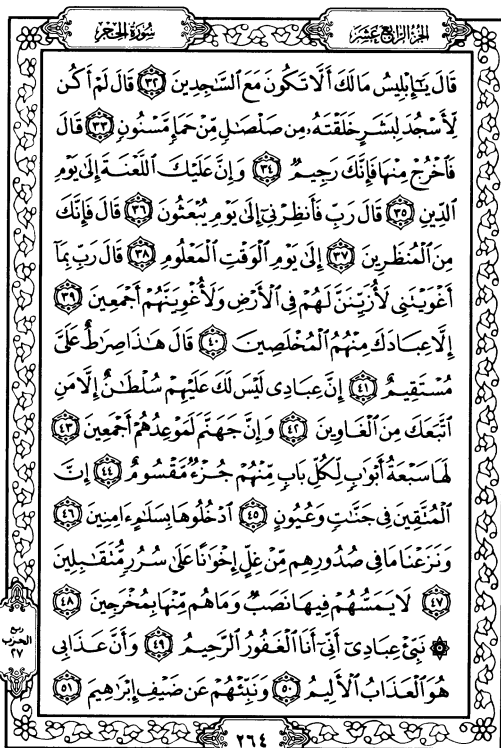 الجزء الرابع عشر
سورة الحجر
قَالَ يَٰٓإِبْلِيسُ مَا لَكَ أَلَّا تَكُونَ مَعَ ٱلسَّٰجِدِينَ ٣٢ قَالَ لَمْ أَكُن
لِّأَسْجُدَ لِبَشَرٍ خَلَقْتَهُۥ مِن صَلْصَٰلٍ مِّنْ حَمَإٍ مَّسْنُونٍ ٣٣ قَالَ
فَٱخْرُجْ مِنْهَا فَإِنَّكَ رَجِيمٌ ٣٤ وَإِنَّ عَلَيْكَ ٱللَّعْنَةَ إِلَىٰ يَوْمِ
ٱلدِّينِ ٣٥ قَالَ رَبِّ فَأَنظِرْنِىٓ إِلَىٰ يَوْمِ يُبْعَثُونَ ٣٦ قَالَ فَإِنَّكَ
مِنَ ٱلْمُنظَرِينَ ٣٧ إِلَىٰ يَوْمِ ٱلْوَقْتِ ٱلْمَعْلُومِ ٣٨ قَالَ رَبِّ بِمَآ
أَغْوَيْتَنِى لَأُزَيِّنَنَّ لَهُمْ فِى ٱلْأَرْضِ وَلَأُغْوِيَنَّهُمْ أَجْمَعِينَ ٣٩
إِلَّا عِبَادَكَ مِنْهُمُ ٱلْمُخْلَصِينَ ٤٠ قَالَ هَٰذَا صِرَٰطٌ عَلَىَّ
مُسْتَقِيمٌ ٤١ إِنَّ عِبَادِى لَيْسَ لَكَ عَلَيْهِمْ سُلْطَٰنٌ إِلَّا مَنِ
ٱتَّبَعَكَ مِنَ ٱلْغَاوِينَ ٤٢ وَإِنَّ جَهَنَّمَ لَمَوْعِدُهُمْ أَجْمَعِينَ ٤٣
لَهَا سَبْعَةُ أَبْوَٰبٍ لِّكُلِّ بَابٍ مِّنْهُمْ جُزْءٌ مَّقْسُومٌ ٤٤ إِنَّ
ٱلْمُتَّقِينَ فِى جَنَّٰتٍ وَعُيُونٍ ٤٥ ٱدْخُلُوهَا بِسَلَٰمٍ ءَامِنِينَ ٤٦
وَنَزَعْنَا مَا فِى صُدُورِهِم مِّنْ غِلٍّ إِخْوَٰنًا عَلَىٰ سُرُرٍ مُّتَقَٰبِلِينَ
٤٧ لَا يَمَسُّهُمْ فِيهَا نَصَبٌ وَمَا هُم مِّنْهَا بِمُخْرَجِينَ ٤٨
۞ نَبِّئْ عِبَادِىٓ أَنِّىٓ أَنَا ٱلْغَفُورُ ٱلرَّحِيمُ ٤٩ وَأَنَّ عَذَابِى
هُوَ ٱلْعَذَابُ ٱلْأَلِيمُ ٥٠ وَنَبِّئْهُمْ عَن ضَيْفِ إِبْرَٰهِيمَ ٥١
ربع
الحزب
٢٧
٢٦٤